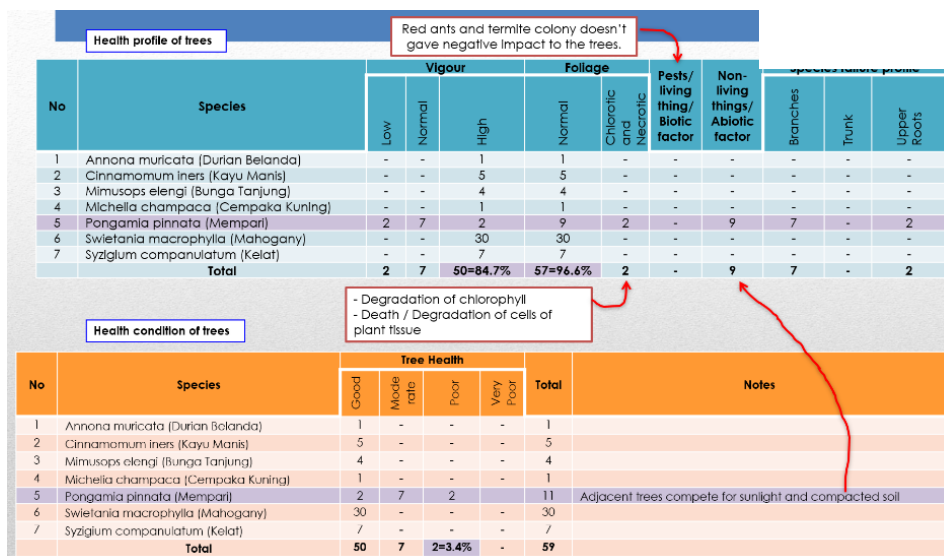 Health profile of trees
Red ants and termite colony doesn't
gave negative impact to the trees.
No Species Vigour Foliage Pests/ living thing/ Biotic factor Non-living things/ Abiotic factor Species failure profile
Low Normal High Normal Chlorotic and Necrotic Branches Trunk Upper Roots
1 Annona muricata (Durian Belanda) - - 1 1 - - - - - -
2 Cinnamomum iners (Kayu Manis) - - 5 5 - - - - - -
3 Mimusops elengi (Bunga Tanjung) - - 4 4 - - - - - -
4 Michelia champaca (Cempaka Kuning) - - 1 1 - - - - - -
5 Pongamia pinnata (Mempari) 2 7 2 9 2 - 9 7 - 2
6 Swietania macrophylla (Mahogany) - - 30 30 - - - - - -
7 Syzigium companulatum (Kelat) - - 7 7 - - - - - -
Total 2 7 50=84.7% 57=96.6% 2 - 9 7 - 2
- Degradation of chlorophyll
- Death / Degradation of cells of
plant tissue
Health condition of trees
No Species Tree Health Total Notes
Good Mode rate Poor Very Poor
1 Annona muricata (Durian Belanda) 1 - - - 1
2 Cinnamomum iners (Kayu Manis) 5 - - - 5
3 Mimusops elengi (Bunga Tanjung) 4 - - - 4
4 Michelia champaca (Cempaka Kuning) 1 - - - 1
5 Pongamia pinnata (Mempari) 2 7 2 11 Adjacent trees compete for sunlight and compacted soil
6 Swietania macrophylla (Mahogany) 30 - - - 30
7 Syzigium companulatum (Kelat) 7 - - - 7
Total 50 7 2=3.4% - 59